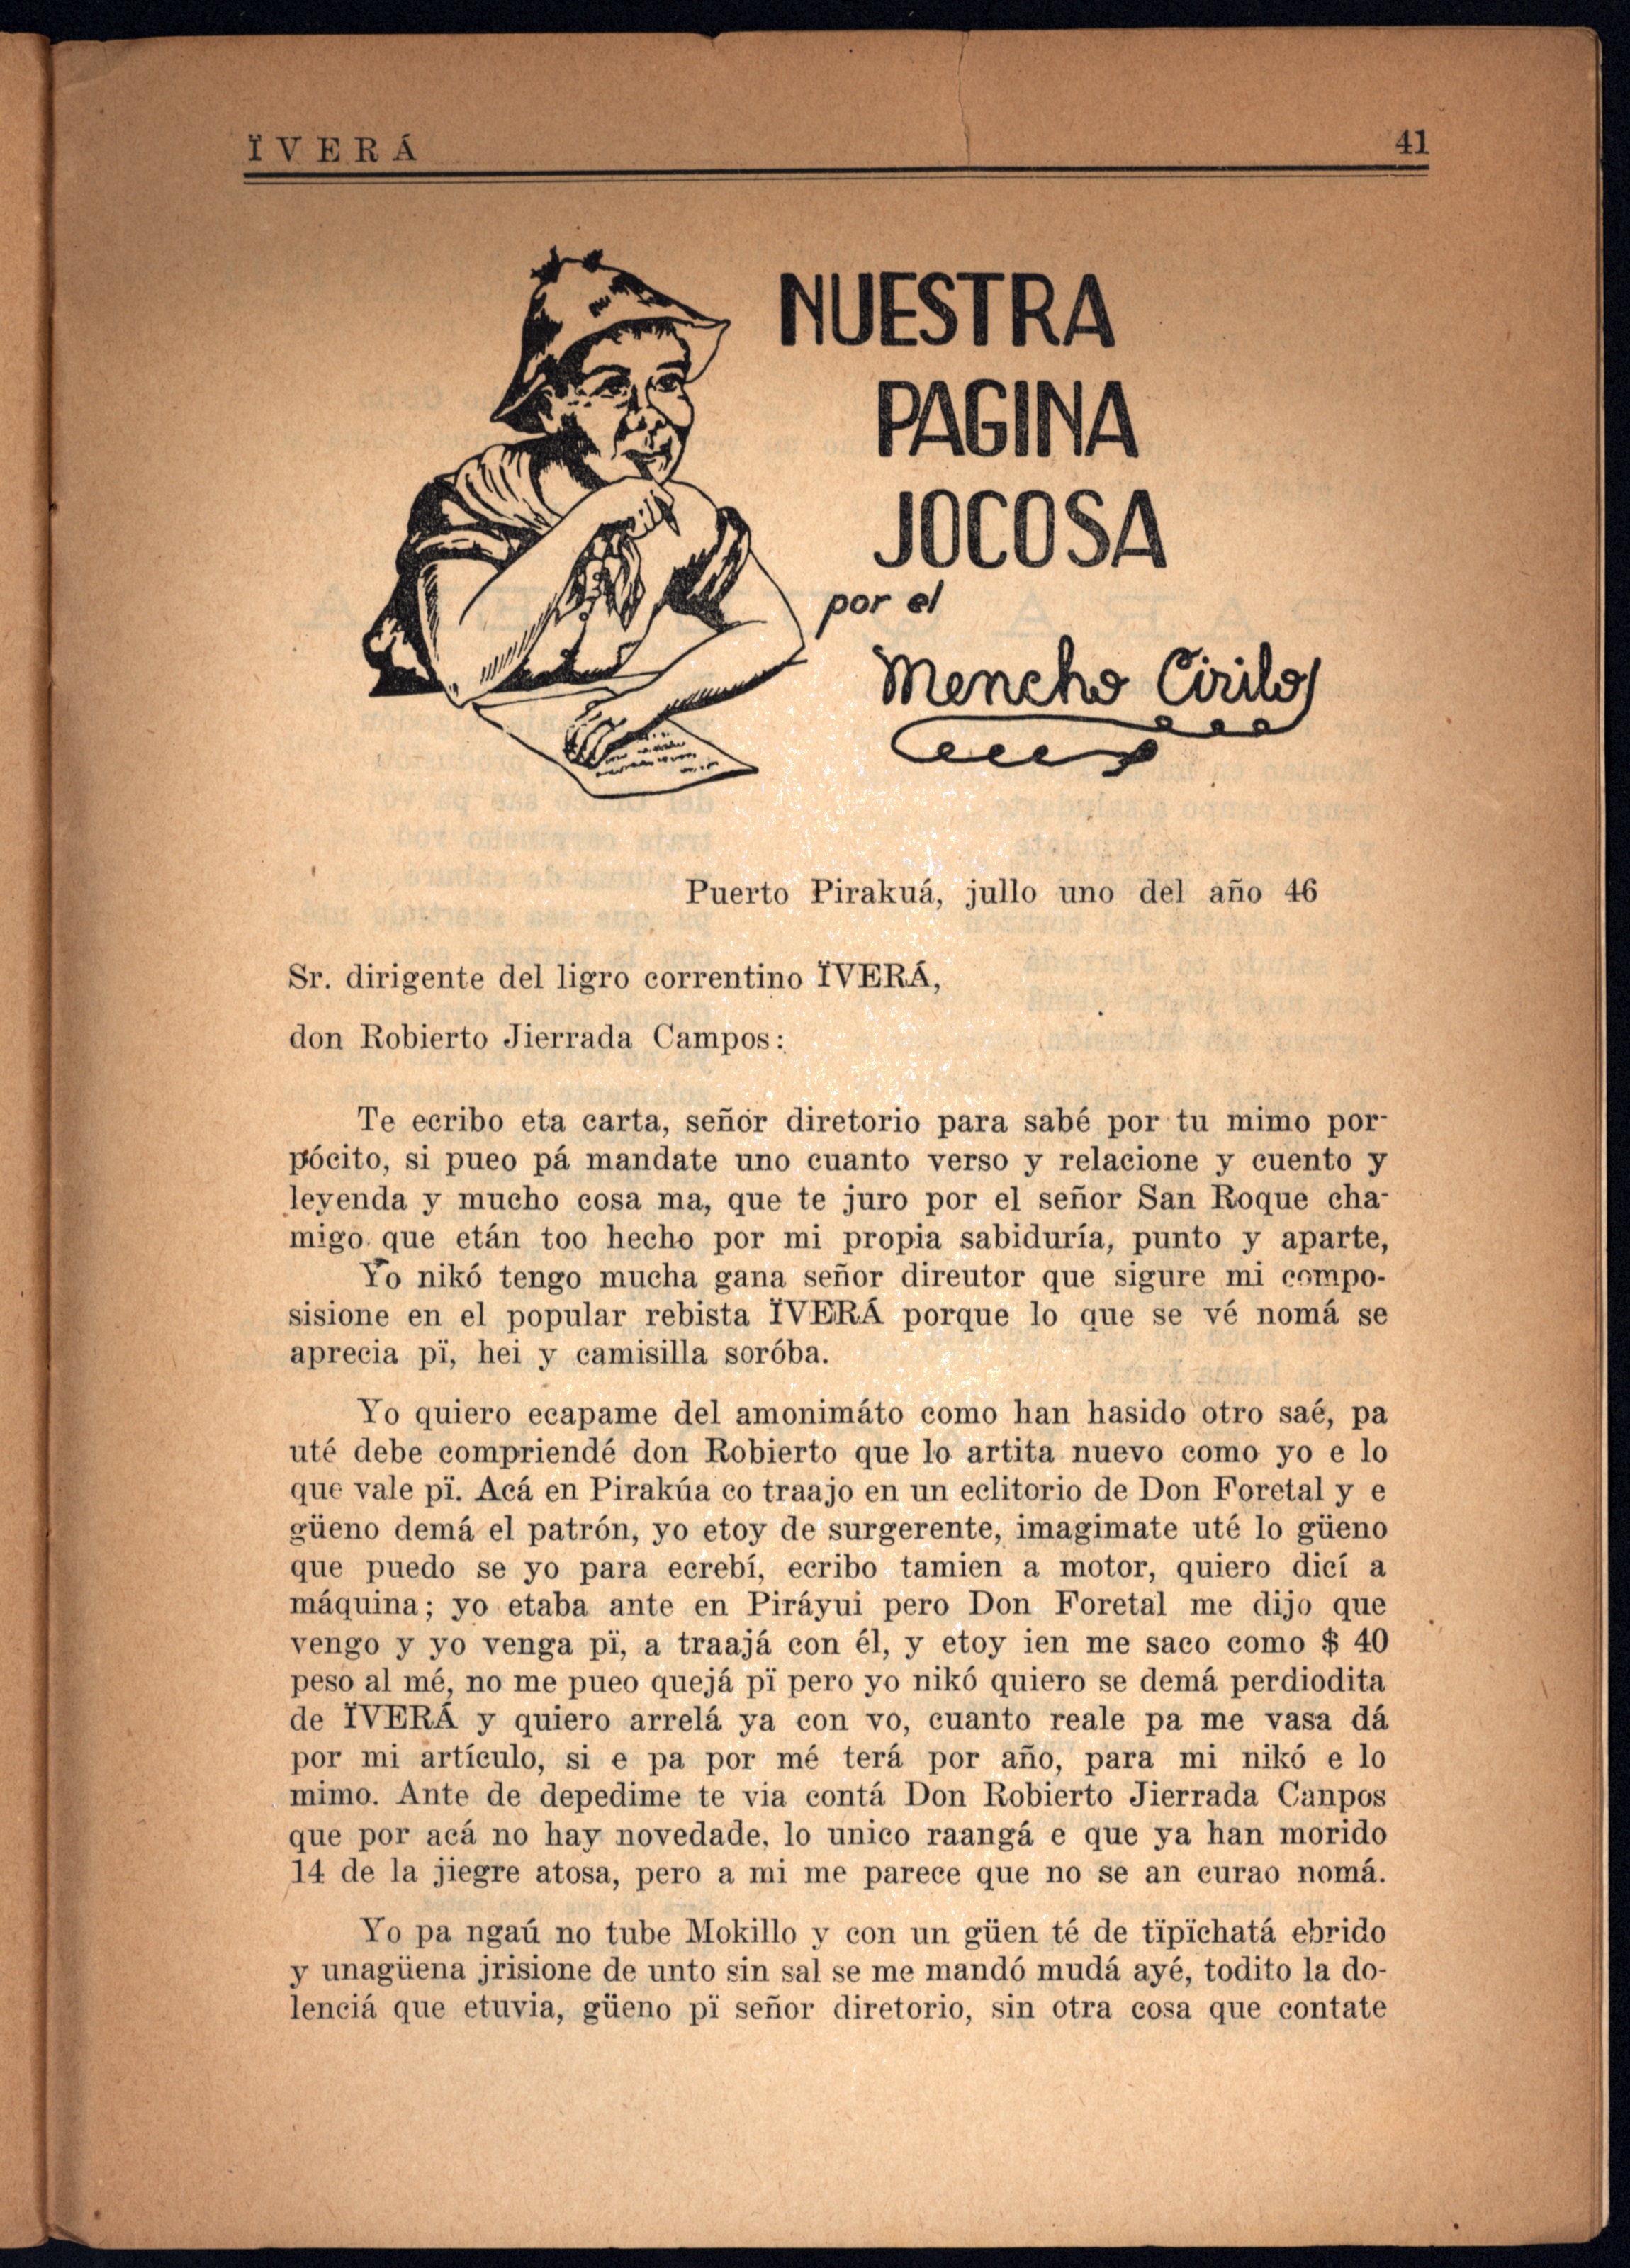 ÏVERÁ
41
NUESTRA
PAGINA
JOCOSA
por el
Mencho Cirilo
Puerto Pirakuá, jullo uno del año 46
Sr. dirigente del ligro correntino ÏVERÁ,
don Robierto Jierrada Campos:
Te ecribo eta carta, señor diretorio para sabé por tu mimo por-
pócito, si pueo pá mandate uno cuanto verso y relacione y cuento y
leyenda y mucho cosa ma, que te juro por el señor San Roque cha-
migo que etán too hecho por mi propia sabiduría, punto y aparte,
Yo nikó tengo mucha gana señor direutor que sigure mi compo-
sisione en el popular rebista ÏVERÁ porque lo que se vé nomá se
aprecia pï, hei y camisilla soróba.
Yo quiero ecapame del amonimáto como han hasido otro saé, pa
uté debe compriendé don Robierto que lo artita nuevo como yo e lo
que vale pï. Acá en Pirakúa co traajo en un eclitorio de Don Foretal y e
güeno demá el patrón, yo etoy de surgerente, imagimate uté lo güeno
que puedo se yo para ecrebí, ecribo tamien a motor, quiero dicí a
máquina; yo etaba ante en Piráyui pero Don Foretal me dijo que
vengo y yo venga pï, a traajá con él, y etoy ien me saco como $ 40
peso al mé, no me pueo quejá pï pero yo nikó quiero se demá perdiodita
de ÏVERÁ y quiero arrelá ya con vo, cuanto reale pa me vasa dá
por mi artículo, si e pa por mé terá por año, para mi nikó e lo
mimo. Ante de depedime te via contá Don Robierto Jierrada Canpos
que por acá no hay novedade, lo unico raangá e que ya han morido
14 de la jiegre atosa, pero a mi me parece que no se an curao nomá.
Yo pa ngaú no tube Mokillo y con un güen té de tïpïchatá ebrido
y unagüena jrisione de unto sin sal se me mandó mudá ayé, todito la do-
lenciá que etuvia, güeno pï señor diretorio, sin otra cosa que contate